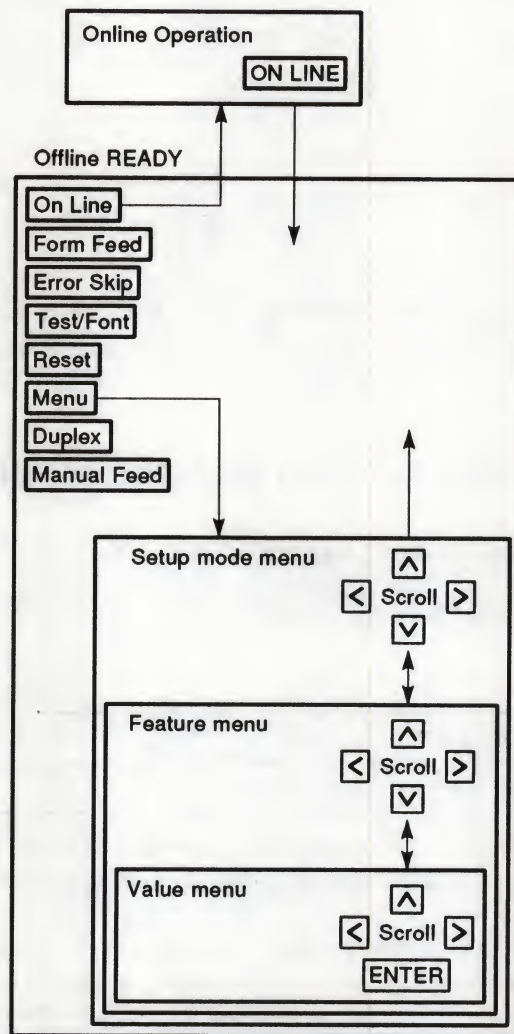 Online Operation
ON LINE
Offline READY
On Line
Form Feed
Error Skip
Test/Font
Reset
Menu
Duplex
Manual Feed
Setup mode menu
Scroll
Feature menu
Scroll
Value menu
Scroll
ENTER